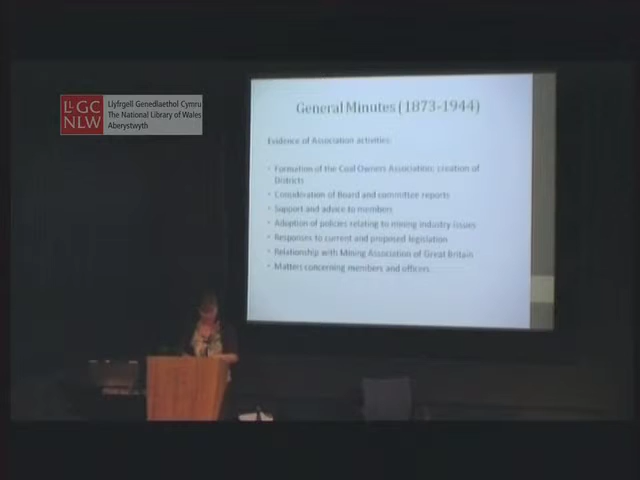 LLGC
NLW
Llyfrgell Genedlaethol Cymru
The National Library of Wales
Aberystwyth
General Minutes (1873-1944)
Evidence of Association activities:
• Formation of the Coal Owners Association; creation of
Districts
• Consideration of Board and committee reports
• Support and advice to members
• Adoption of policies relating to mining industry issues
• Responses to current and proposed legislation
• Relationship with Mining Association of Great Britain
• Matters concerning members and officers